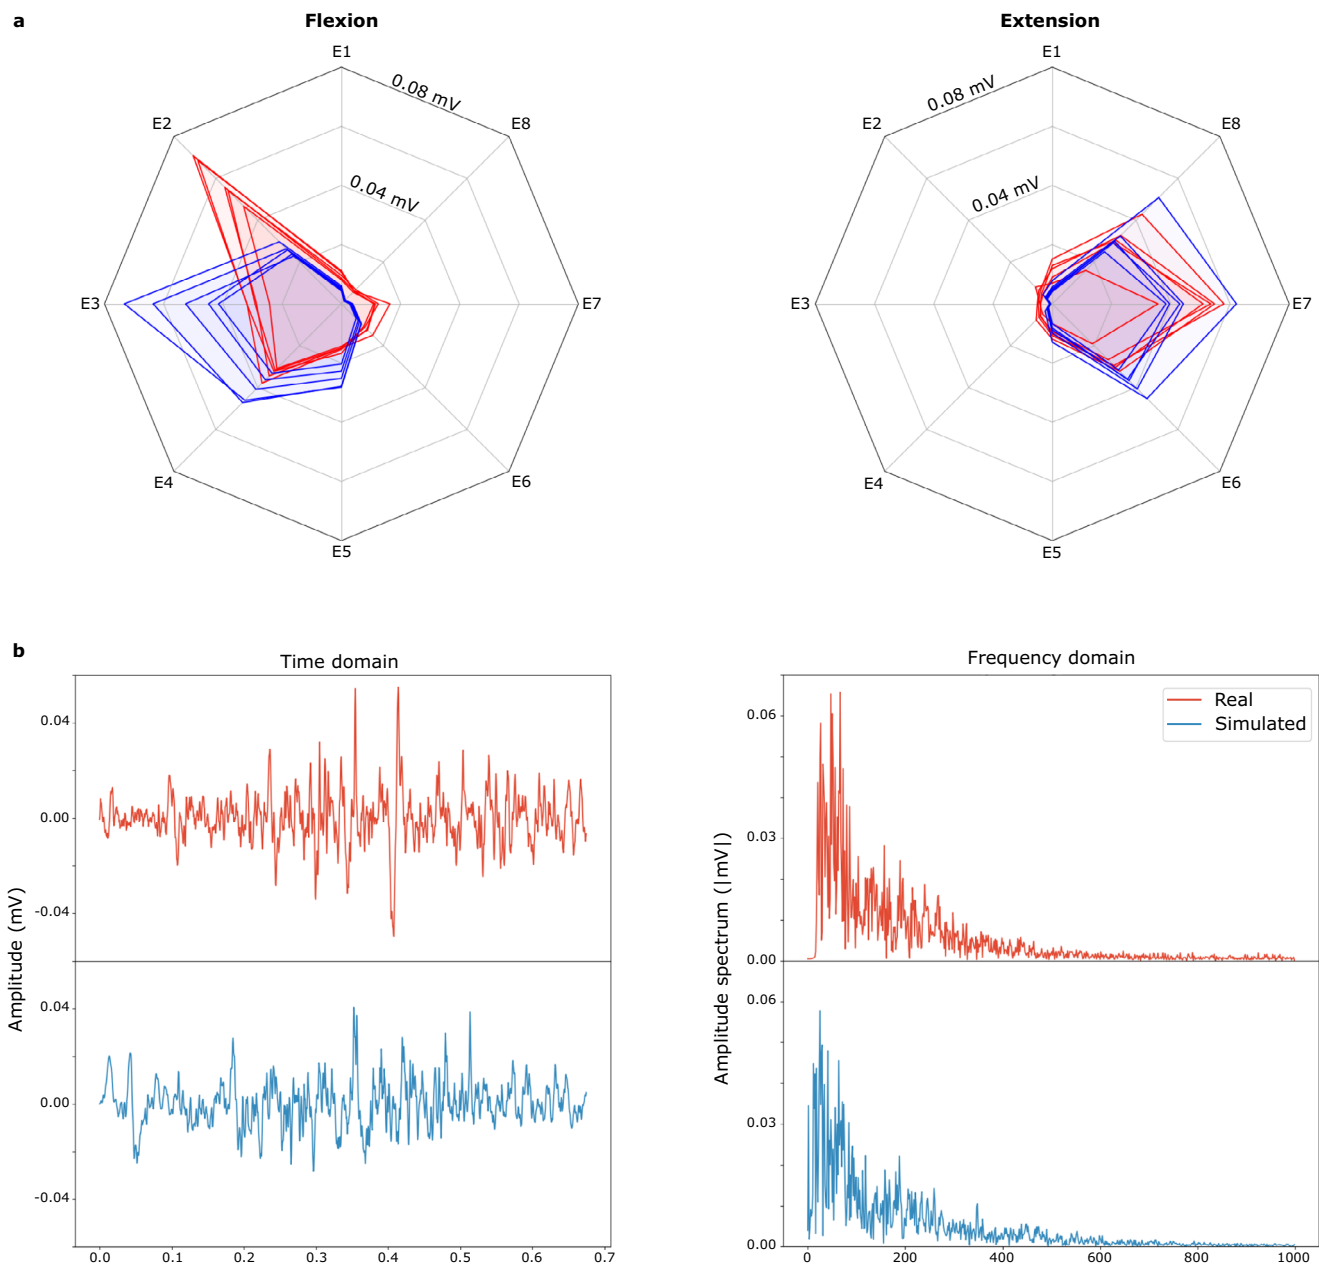 a
Flexion
Extension
E1
0.08 mV
E2
E8
0.04 mV
E3
E7
E4
E6
E5
E1
0.08 mV
E2
E8
0.04 mV
E3
E7
E4
E6
E5
b
Time domain
Frequency domain
Amplitude (mV)
0.04
0.00
-0.04
0.04
0.00
-0.04
0.0 0.1 0.2 0.3 0.4 0.5 0.6 0.7
Amplitude spectrum (|mV|)
Real
Simulated
0.06
0.03
0.00
0.06
0.03
0.00
0 200 400 600 800 1000